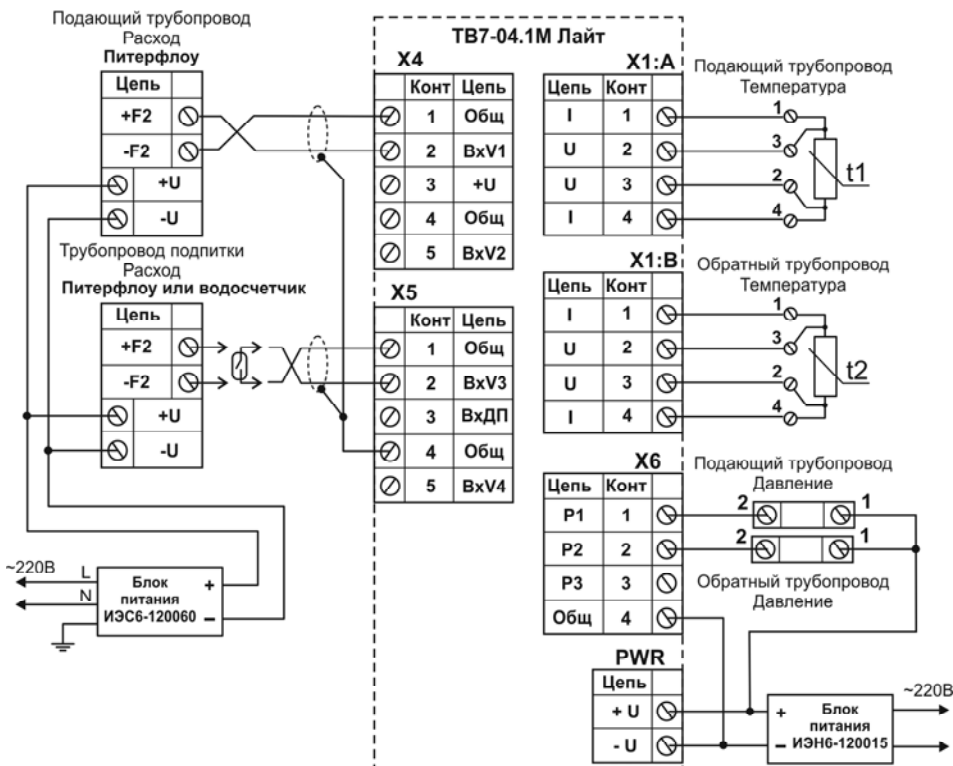 Подающий трубопровод
Расход
Питерфлоу
Цепь
+F2
-F2
+U
-U
Трубопровод подпитки
Расход
Питерфлоу или водосчетчик
Цепь
+F2
-F2
+U
-U
~220В
L
N
Блок
питания
ИЭС6-120060
+
–
ТВ7-04.1М Лайт
X4
Конт Цепь
1 Общ
2 ВхV1
3 +U
4 Общ
5 ВхV2
X5
Конт Цепь
1 Общ
2 ВхV3
3 ВхДП
4 Общ
5 ВхV4
X1:A
Цепь Конт
I 1
U 2
U 3
I 4
Подающий трубопровод
Температура
1
3
2
4
t1
X1:B
Цепь Конт
I 1
U 2
U 3
I 4
Обратный трубопровод
Температура
1
3
2
4
t2
X6
Цепь Конт
P1 1
P2 2
P3 3
Общ 4
Подающий трубопровод
Давление
2 1
2 1
Обратный трубопровод
Давление
PWR
Цепь
+ U
- U
+
–
Блок
питания
ИЭН6-120015
~220В